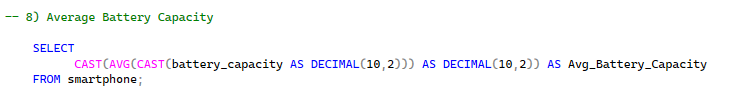 -- 8) Average Battery Capacity
SELECT
CAST(AVG(CAST(battery_capacity AS DECIMAL(10,2))) AS DECIMAL(10,2)) AS Avg_Battery_Capacity
FROM smartphone;